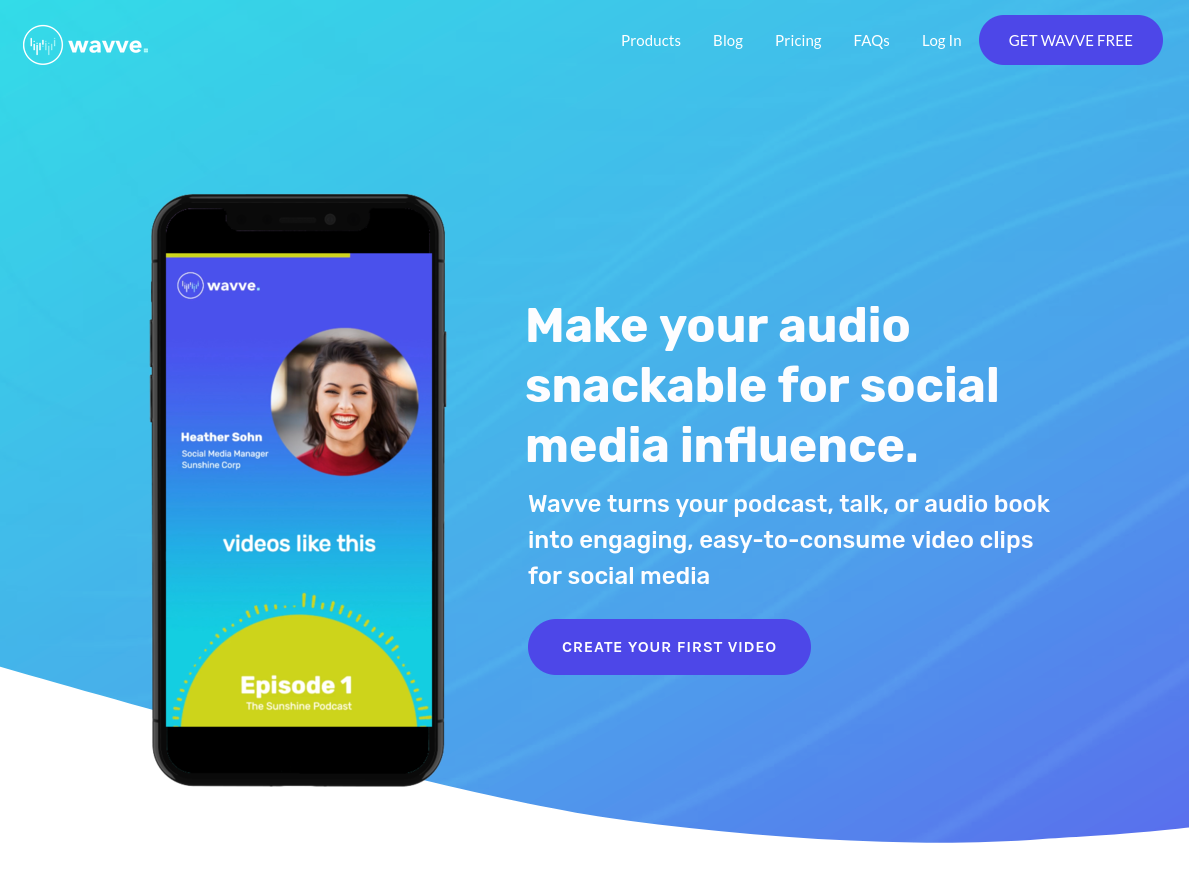 wavve.
Products
Blog
Pricing
FAQs
Log In
GET WAVVE FREE
wavve.
Heather Sohn
Social Media Manager
Sunshine Corp
videos like this
Episode 1
The Sunshine Podcast
Make your audio
snackable for social
media influence.
Wavve turns your podcast, talk, or audio book
into engaging, easy-to-consume video clips
for social media
CREATE YOUR FIRST VIDEO